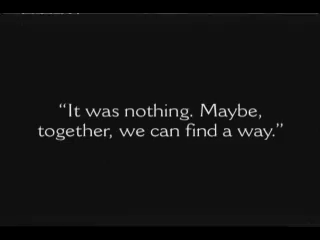 “It was nothing. Maybe,
together, we can find a way.”